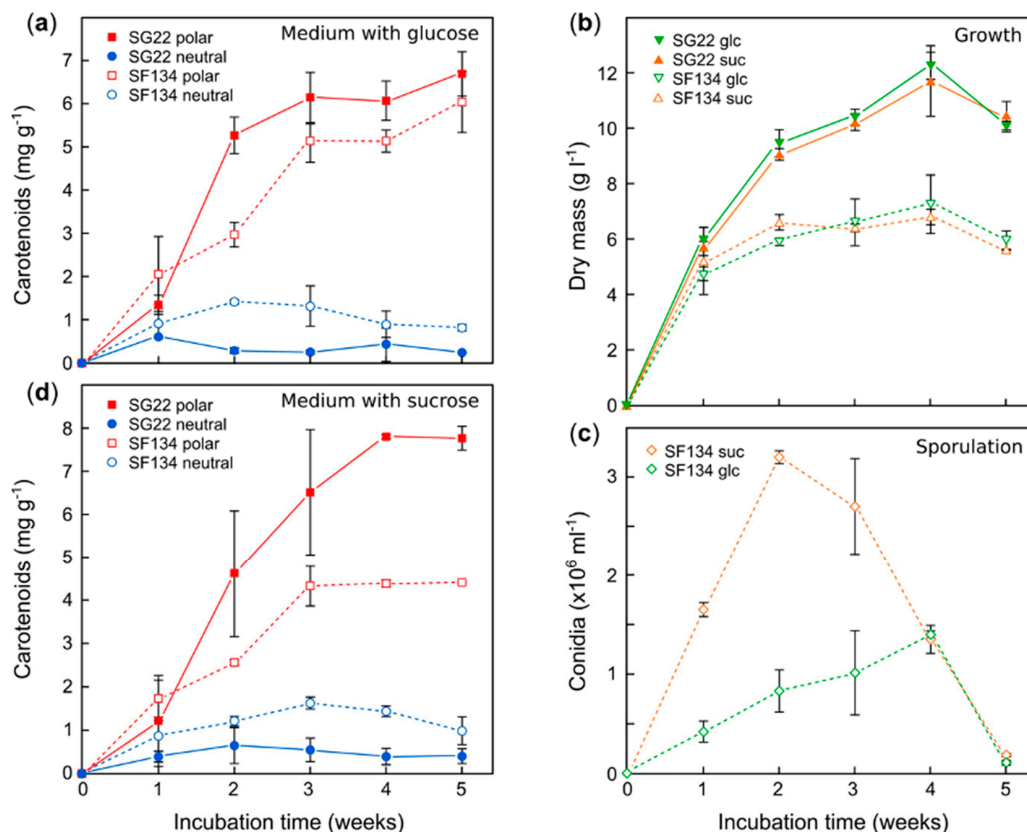 (a)
SG22 polar
SG22 neutral
SF134 polar
SF134 neutral
Medium with glucose
Carotenoids (mg g⁻¹)
7
6
5
4
3
2
1
0
(b)
SG22 glc
SG22 suc
SF134 glc
SF134 suc
Growth
Dry mass (g l⁻¹)
12
10
8
6
4
2
0
(d)
SG22 polar
SG22 neutral
SF134 polar
SF134 neutral
Medium with sucrose
Carotenoids (mg g⁻¹)
8
7
6
5
4
3
2
1
0
0 1 2 3 4 5
Incubation time (weeks)
(c)
SF134 suc
SF134 glc
Sporulation
Conidia (x10⁶ ml⁻¹)
3
2
1
0
0 1 2 3 4 5
Incubation time (weeks)